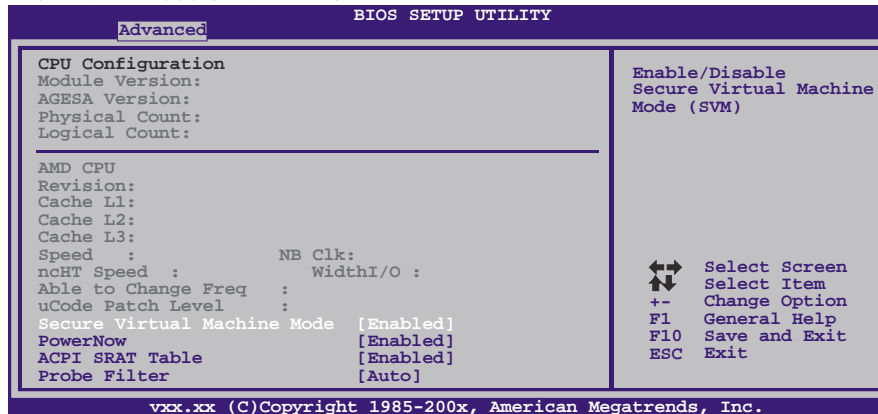 BIOS SETUP UTILITY
Advanced
CPU Configuration
Module Version:
AGESA Version:
Physical Count:
Logical Count:
AMD CPU
Revision:
Cache L1:
Cache L2:
Cache L3:
Speed : NB Clk:
ncHT Speed : WidthI/O :
Able to Change Freq :
uCode Patch Level :
Secure Virtual Machine Mode [Enabled]
PowerNow [Enabled]
ACPI SRAT Table [Enabled]
Probe Filter [Auto]
Enable/Disable
Secure Virtual Machine
Mode (SVM)
Select Screen
Select Item
+- Change Option
F1 General Help
F10 Save and Exit
ESC Exit
vxx.xx (C)Copyright 1985-200x, American Megatrends, Inc.